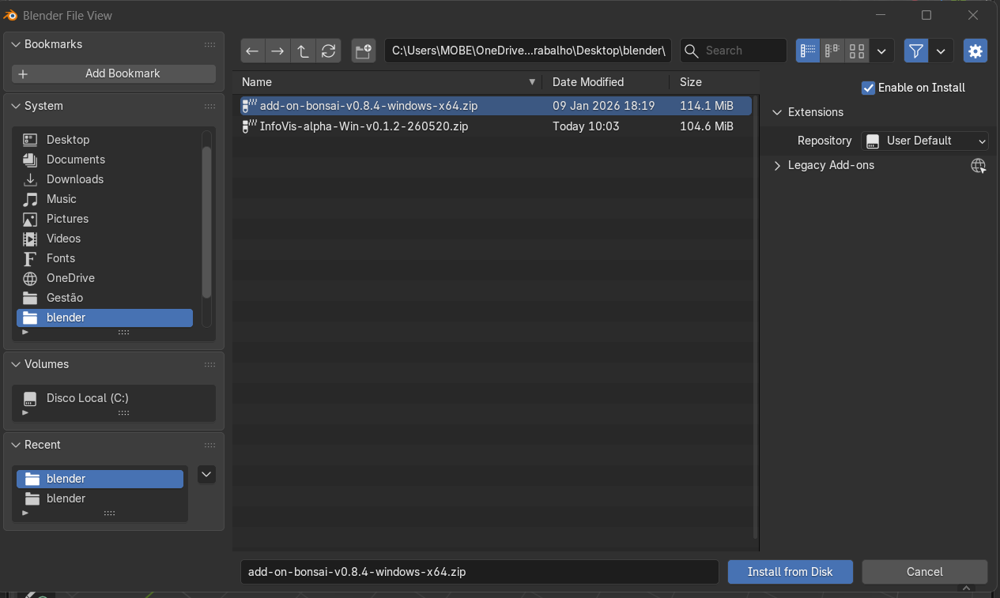 Blender File View
Bookmarks
Add Bookmark
System
Desktop
Documents
Downloads
Music
Pictures
Videos
Fonts
OneDrive
Gestão
blender
Volumes
Disco Local (C:)
Recent
blender
blender
C:\Users\MOBE\OneDrive...rabalho\Desktop\blender\
Search
Name Date Modified Size
add-on-bonsai-v0.8.4-windows-x64.zip 09 Jan 2026 18:19 114.1 MiB
InfoVis-alpha-Win-v0.1.2-260520.zip Today 10:03 104.6 MiB
Enable on Install
Extensions
Repository User Default
Legacy Add-ons
add-on-bonsai-v0.8.4-windows-x64.zip
Install from Disk
Cancel